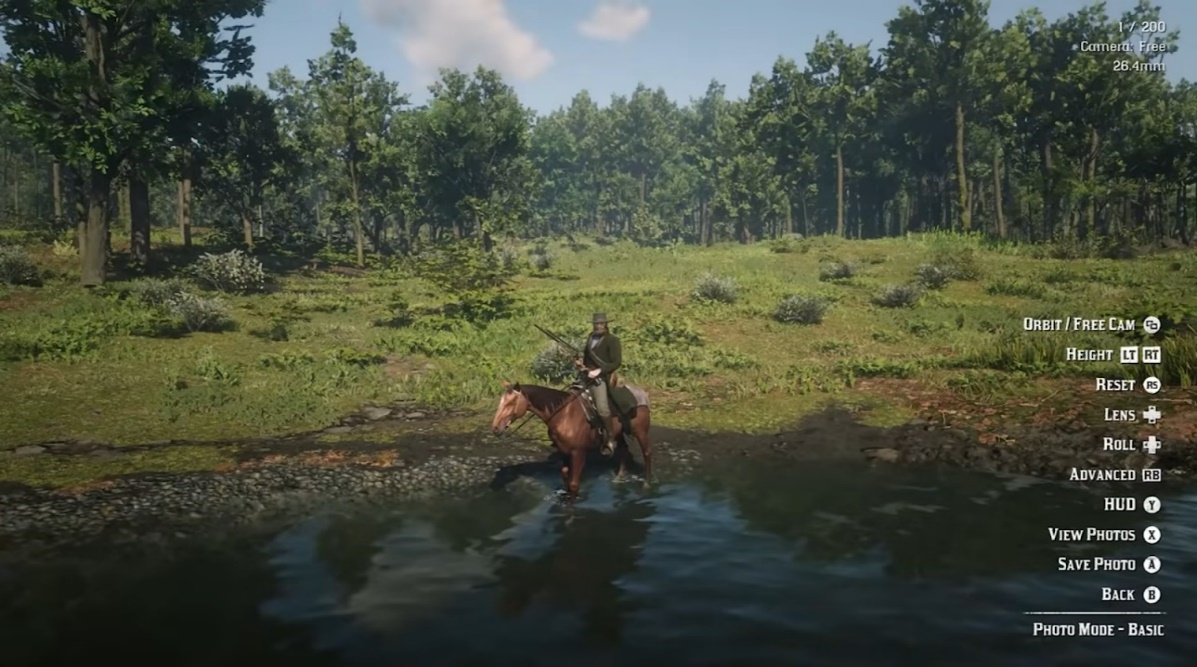 1 / 200
Camera: Free
26.4mm
Orbit / Free Cam
Height LT RT
Reset RS
Lens
Roll
Advanced RB
HUD Y
View Photos X
Save Photo A
Back B
Photo Mode - Basic